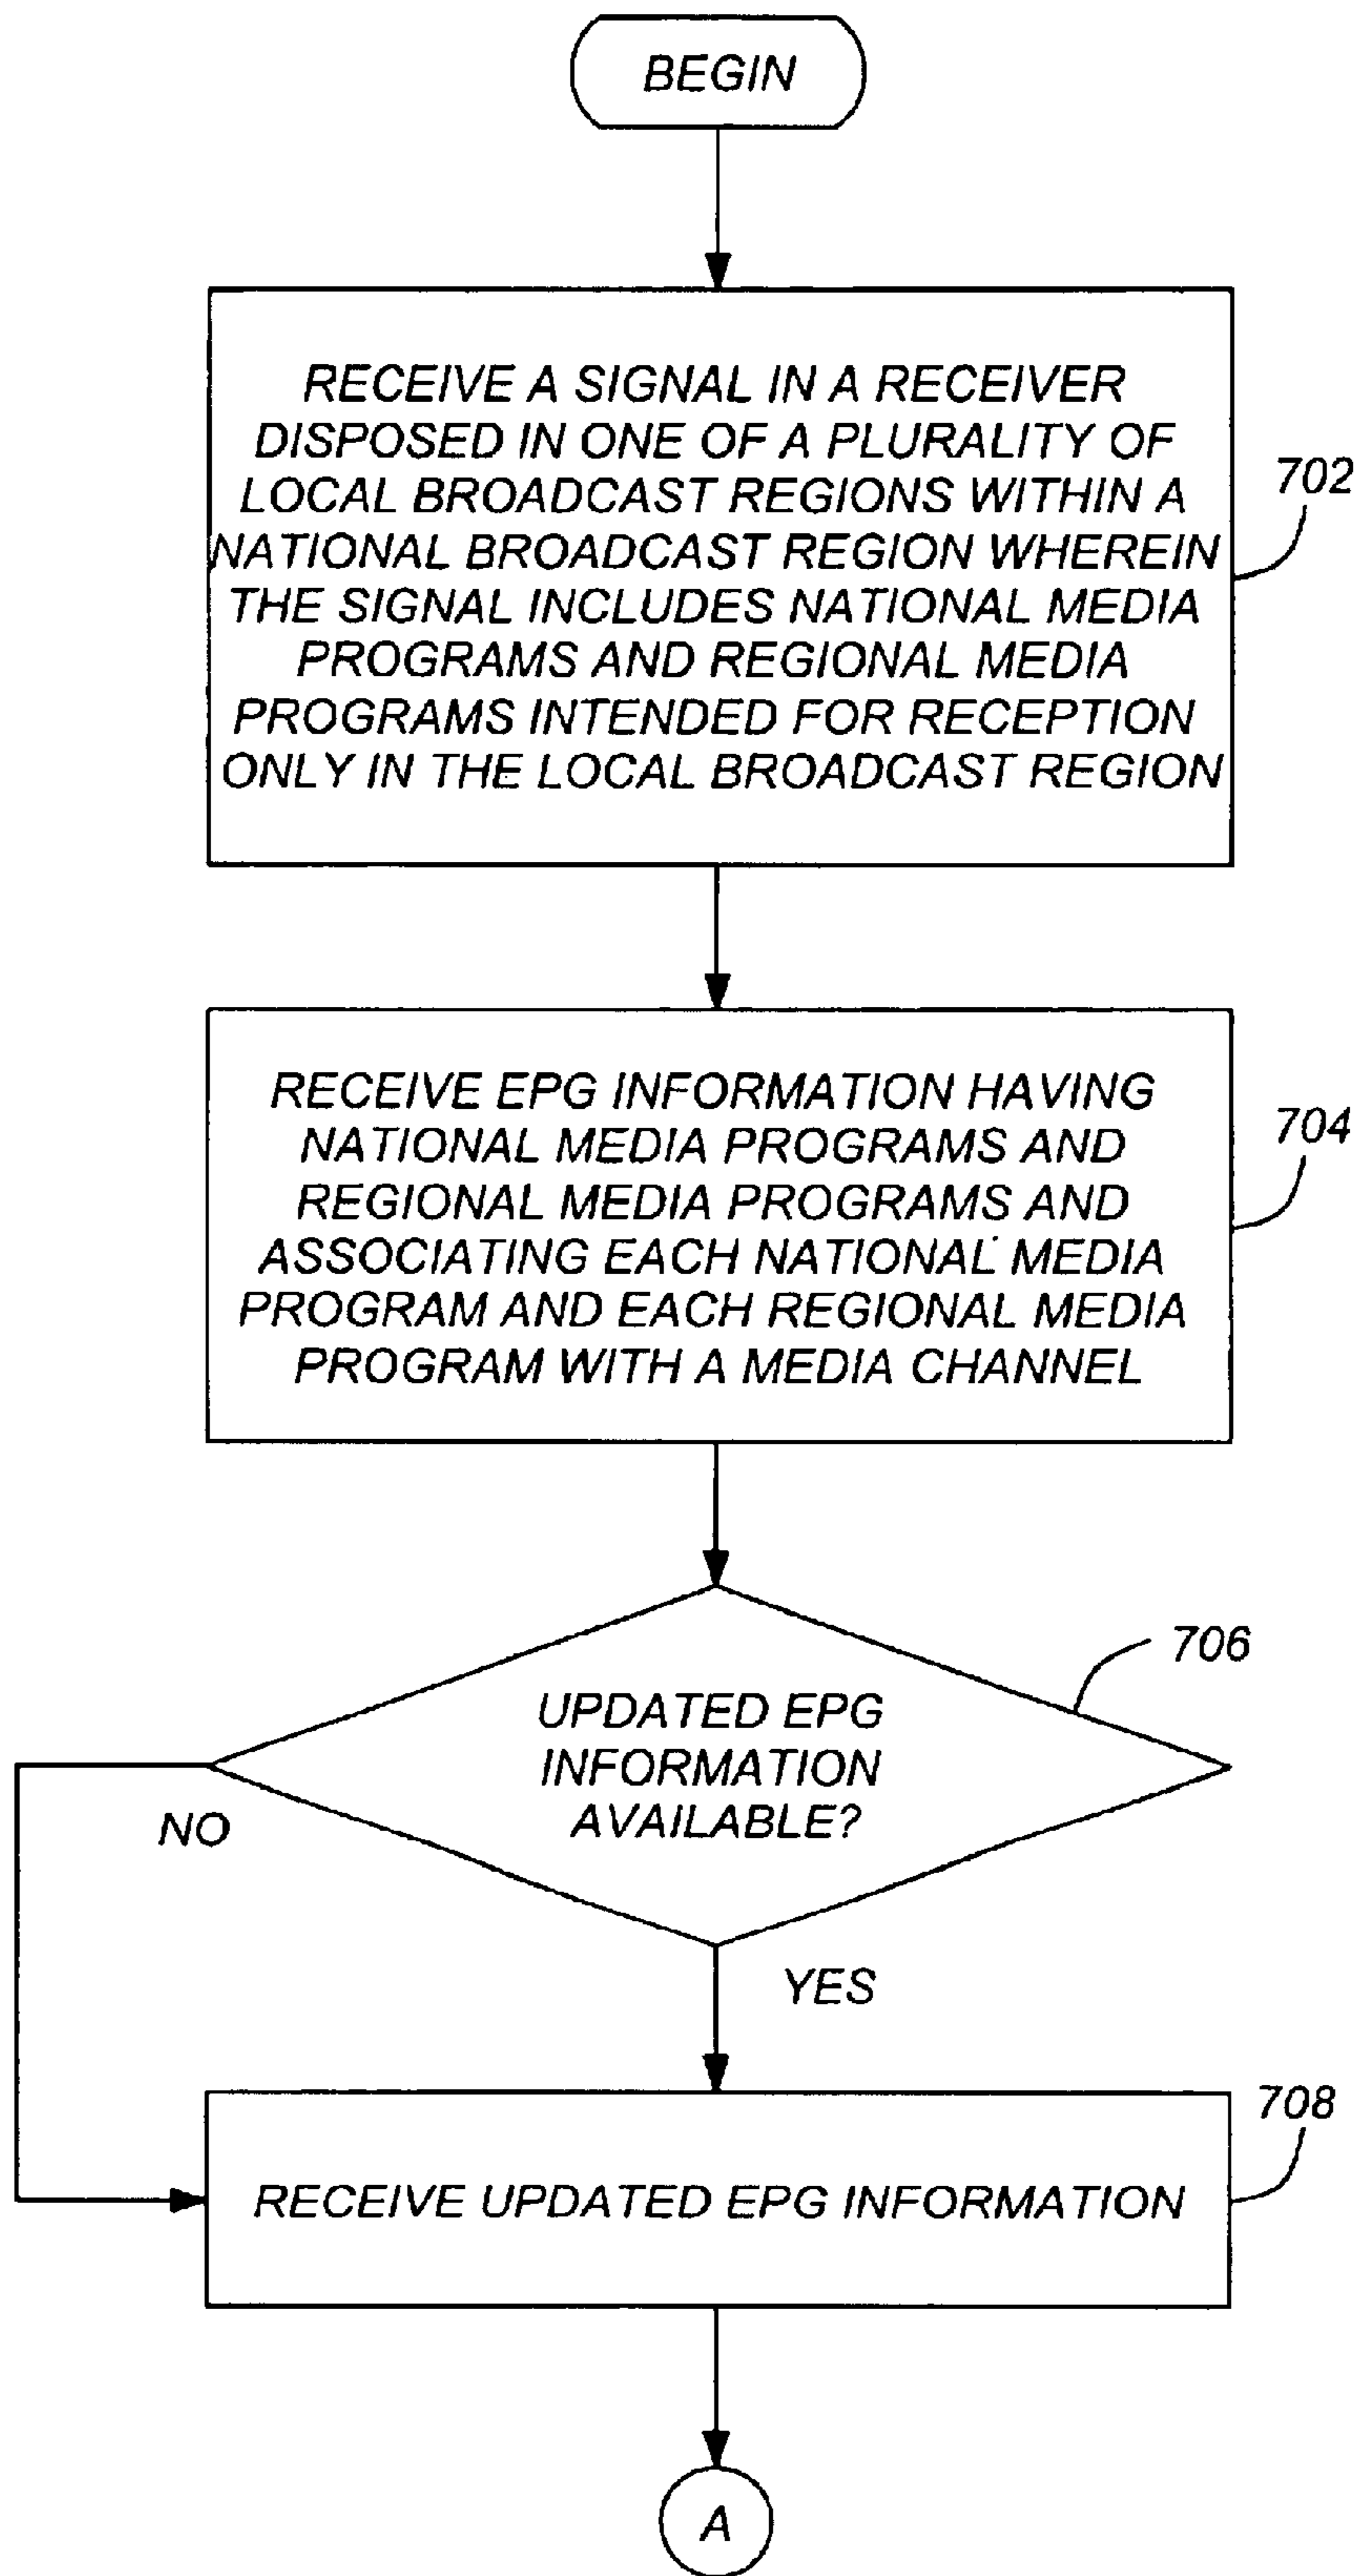 BEGIN
RECEIVE A SIGNAL IN A RECEIVER
DISPOSED IN ONE OF A PLURALITY OF
LOCAL BROADCAST REGIONS WITHIN A
NATIONAL BROADCAST REGION WHEREIN
THE SIGNAL INCLUDES NATIONAL MEDIA
PROGRAMS AND REGIONAL MEDIA
PROGRAMS INTENDED FOR RECEPTION
ONLY IN THE LOCAL BROADCAST REGION
702
RECEIVE EPG INFORMATION HAVING
NATIONAL MEDIA PROGRAMS AND
REGIONAL MEDIA PROGRAMS AND
ASSOCIATING EACH NATIONAL MEDIA
PROGRAM AND EACH REGIONAL MEDIA
PROGRAM WITH A MEDIA CHANNEL
704
706
UPDATED EPG
INFORMATION
AVAILABLE?
NO
YES
708
RECEIVE UPDATED EPG INFORMATION
A